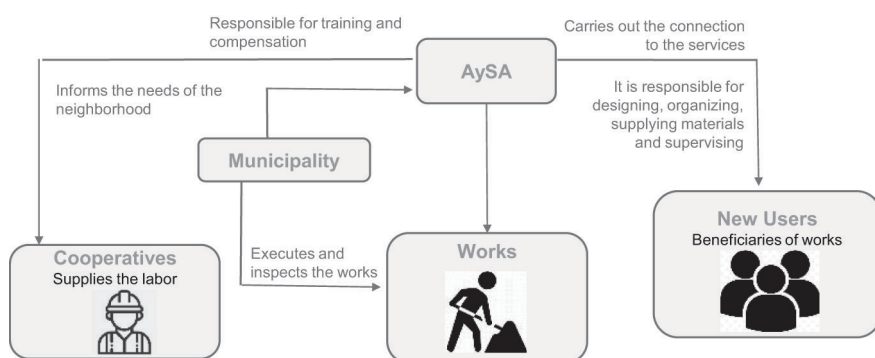 Responsible for training and
compensation
Carries out the connection
to the services
AySA
Informs the needs of the
neighborhood
It is responsible for
designing, organizing,
supplying materials
and supervising
Municipality
New Users
Beneficiaries of works
Cooperatives
Supplies the labor
Executes and
inspects the works
Works